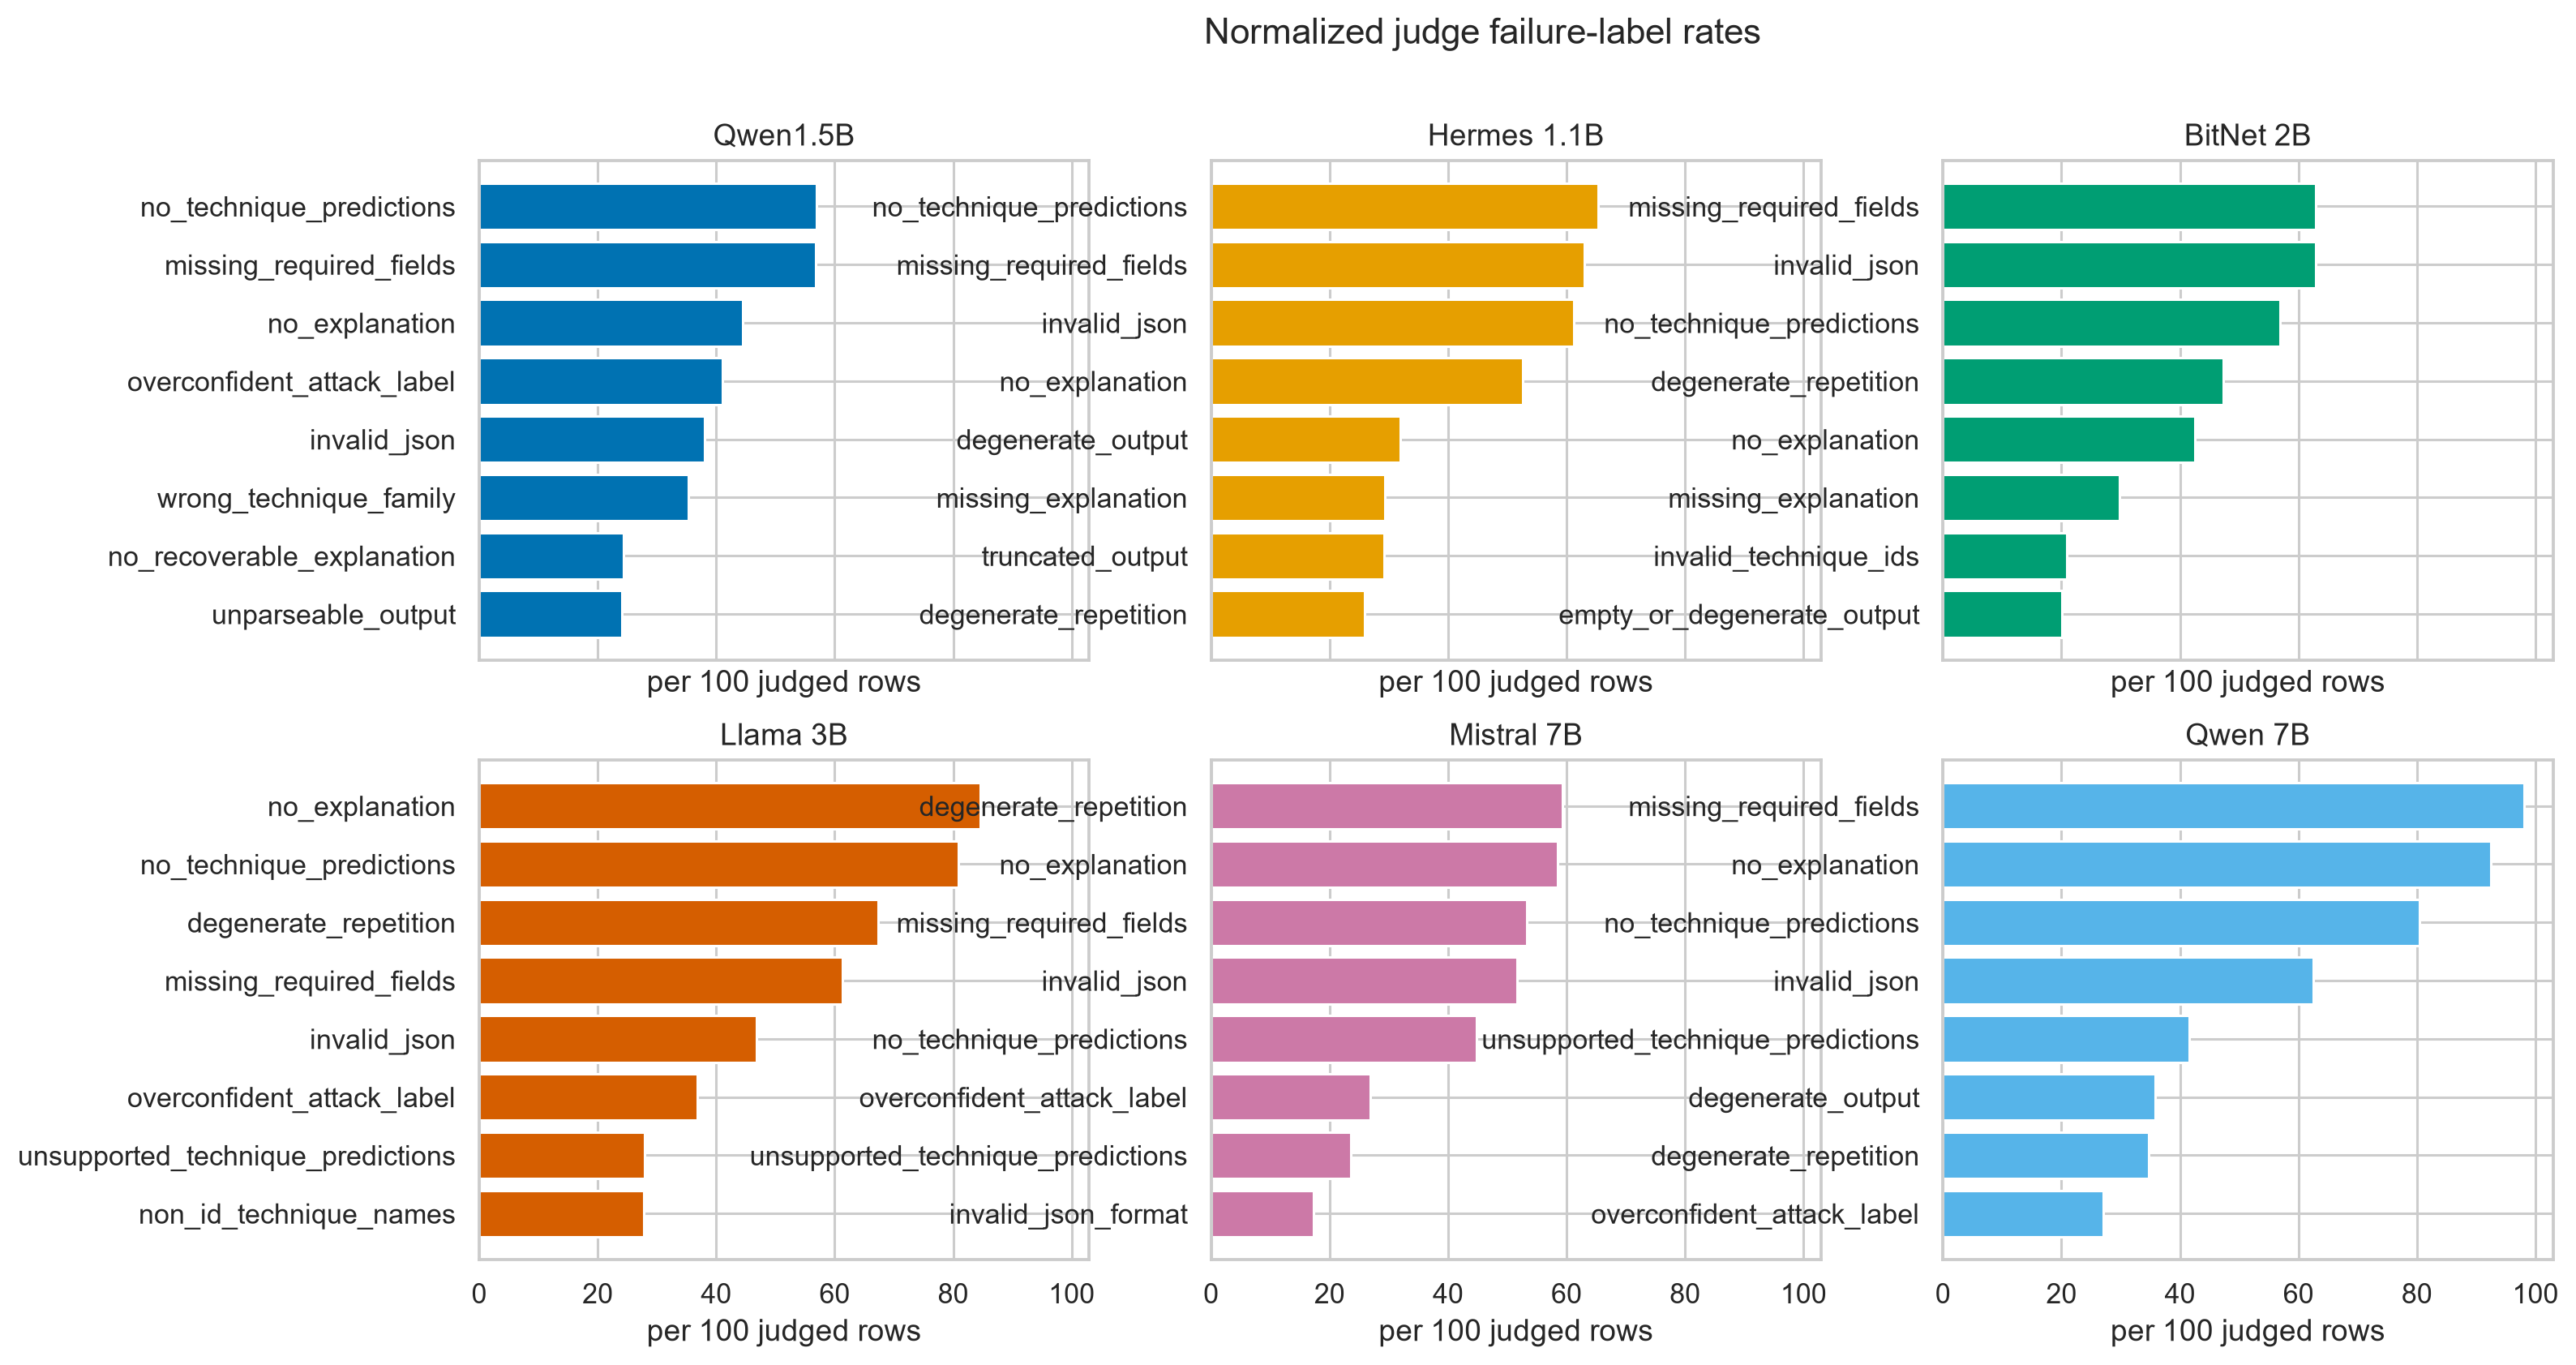 Normalized judge failure-label rates
Qwen1.5B
no_technique_predictions
missing_required_fields
no_explanation
overconfident_attack_label
invalid_json
wrong_technique_family
no_recoverable_explanation
unparseable_output
per 100 judged rows
Hermes 1.1B
no_technique_predictions
missing_required_fields
invalid_json
no_explanation
degenerate_output
missing_explanation
truncated_output
degenerate_repetition
per 100 judged rows
BitNet 2B
missing_required_fields
invalid_json
no_technique_predictions
degenerate_repetition
no_explanation
missing_explanation
invalid_technique_ids
empty_or_degenerate_output
per 100 judged rows
Llama 3B
no_explanation
no_technique_predictions
degenerate_repetition
missing_required_fields
invalid_json
overconfident_attack_label
unsupported_technique_predictions
non_id_technique_names
0 20 40 60 80 100
per 100 judged rows
Mistral 7B
degenerate_repetition
no_explanation
missing_required_fields
invalid_json
no_technique_predictions
overconfident_attack_label
unsupported_technique_predictions
invalid_json_format
0 20 40 60 80 100
per 100 judged rows
Qwen 7B
missing_required_fields
no_explanation
no_technique_predictions
invalid_json
unsupported_technique_predictions
degenerate_output
degenerate_repetition
overconfident_attack_label
0 20 40 60 80 100
per 100 judged rows